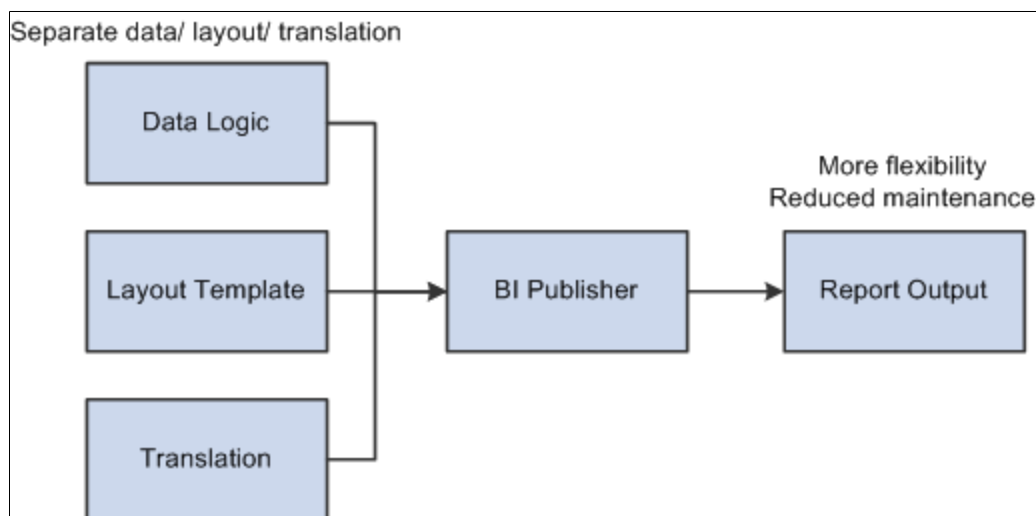 Separate data/ layout/ translation
Data Logic
More flexibility
Reduced maintenance
Layout Template
BI Publisher
Report Output
Translation